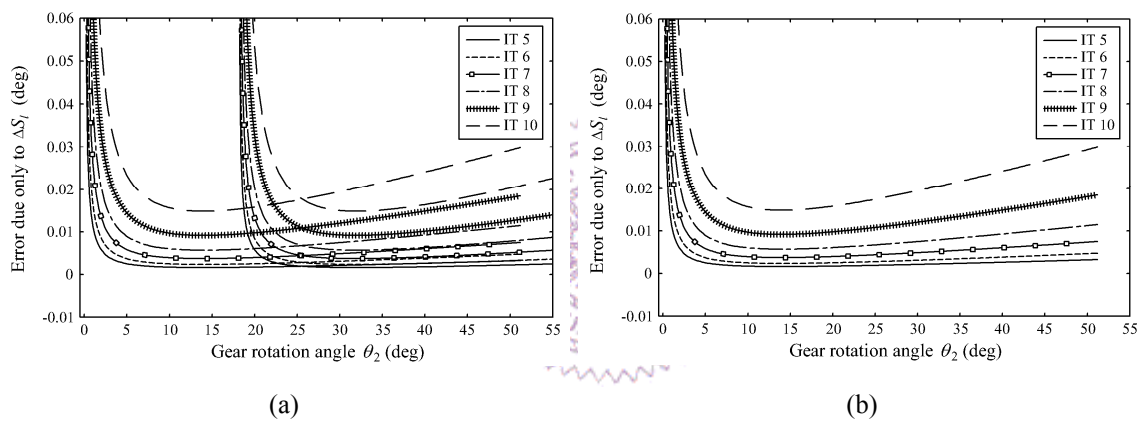 0.06
0.05
0.04
0.03
0.02
0.01
0
-0.01
Error due only to ΔS_l (deg)
0 5 10 15 20 25 30 35 40 45 50 55
Gear rotation angle θ_2 (deg)
IT 5
IT 6
IT 7
IT 8
IT 9
IT 10
(a)
0.06
0.05
0.04
0.03
0.02
0.01
0
-0.01
Error due only to ΔS_l (deg)
0 5 10 15 20 25 30 35 40 45 50 55
Gear rotation angle θ_2 (deg)
IT 5
IT 6
IT 7
IT 8
IT 9
IT 10
(b)